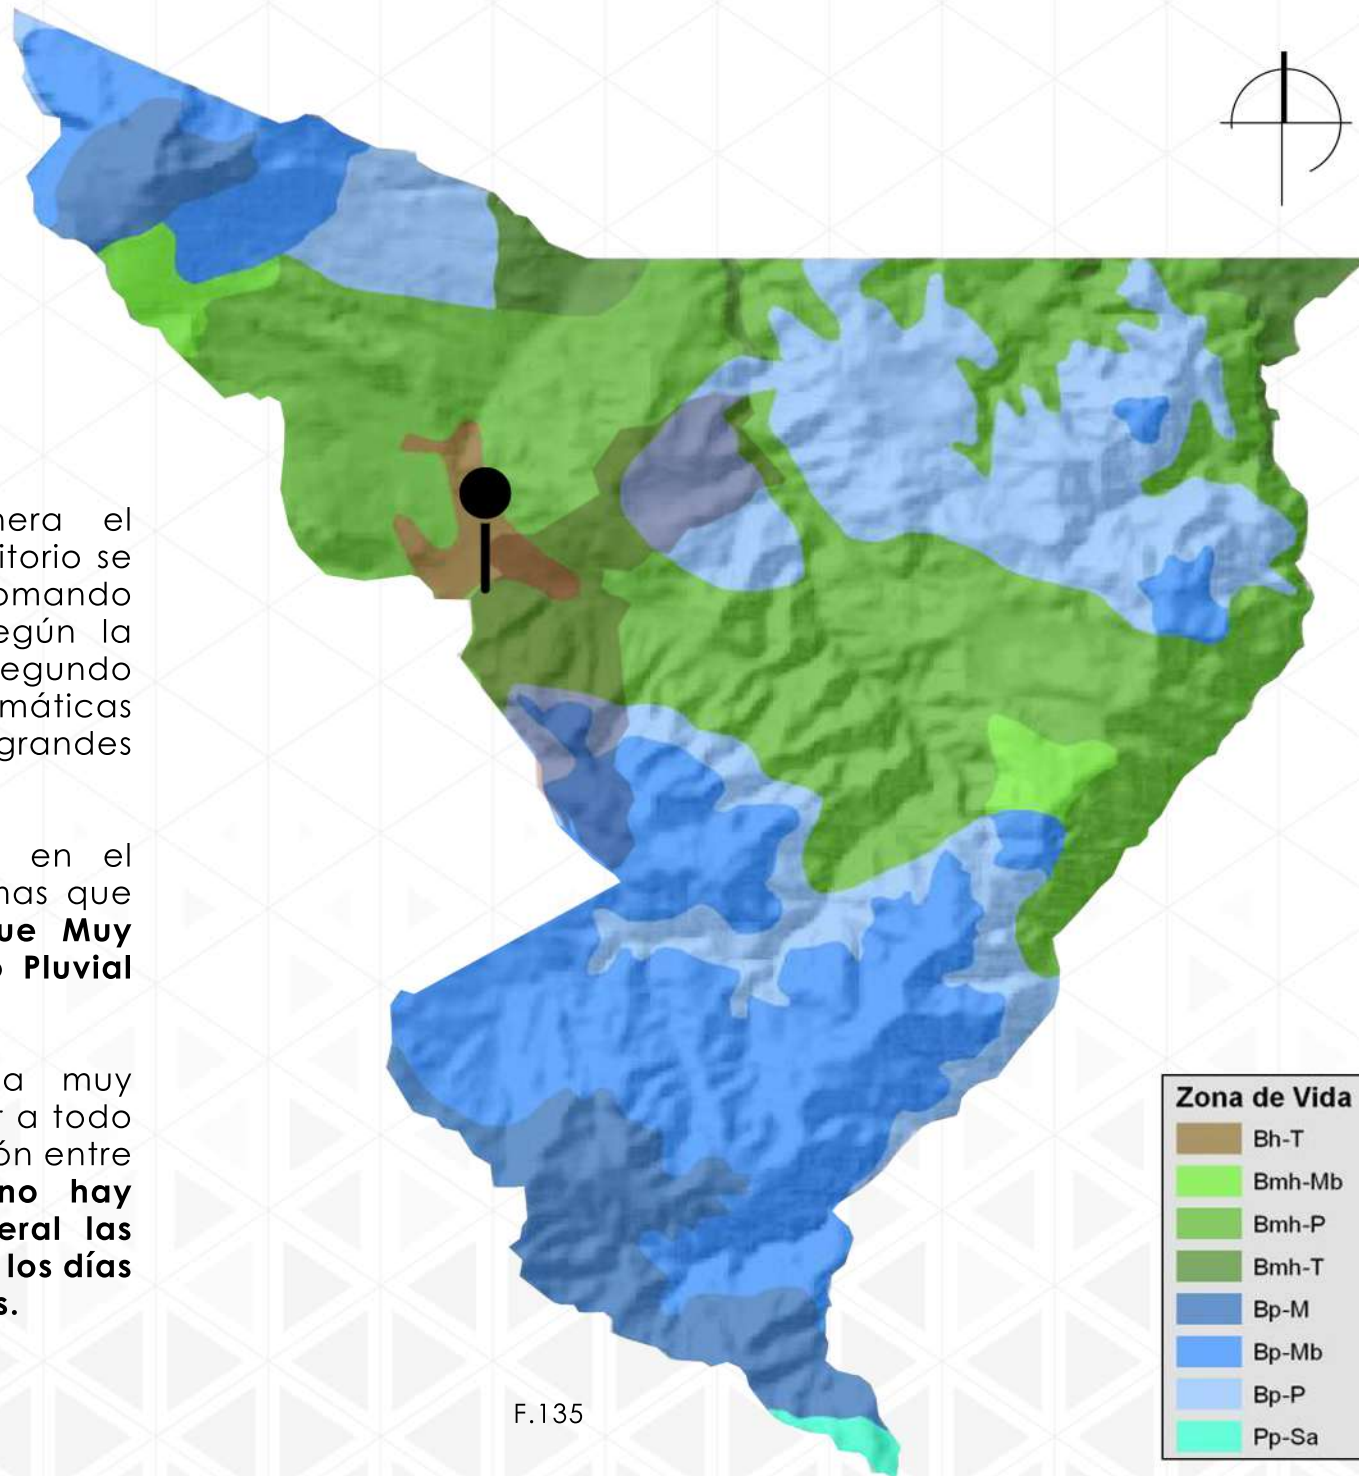 nera el
itorio se
omando
egún la
egundo
máticas
grandes
en el
nas que
ue Muy
o Pluvial
a muy
r a todo
ón entre
no hay
eral las
los días
s.
F.135
Zona de Vida
Bh-T
Bmh-Mb
Bmh-P
Bmh-T
Bp-M
Bp-Mb
Bp-P
Pp-Sa